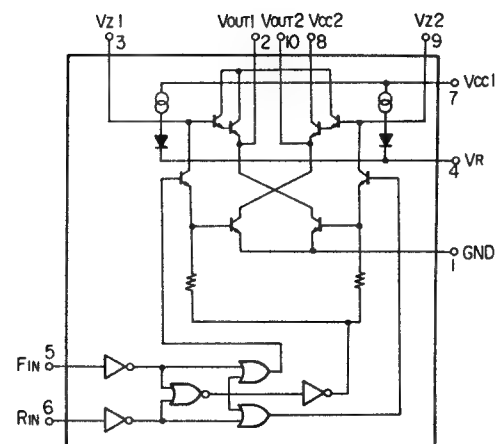 Vz1 VOUT1 VOUT2 Vcc2 Vz2
3 2 10 8 9
Vcc1
7
VR
4
GND
1
FIN 5
RIN 6